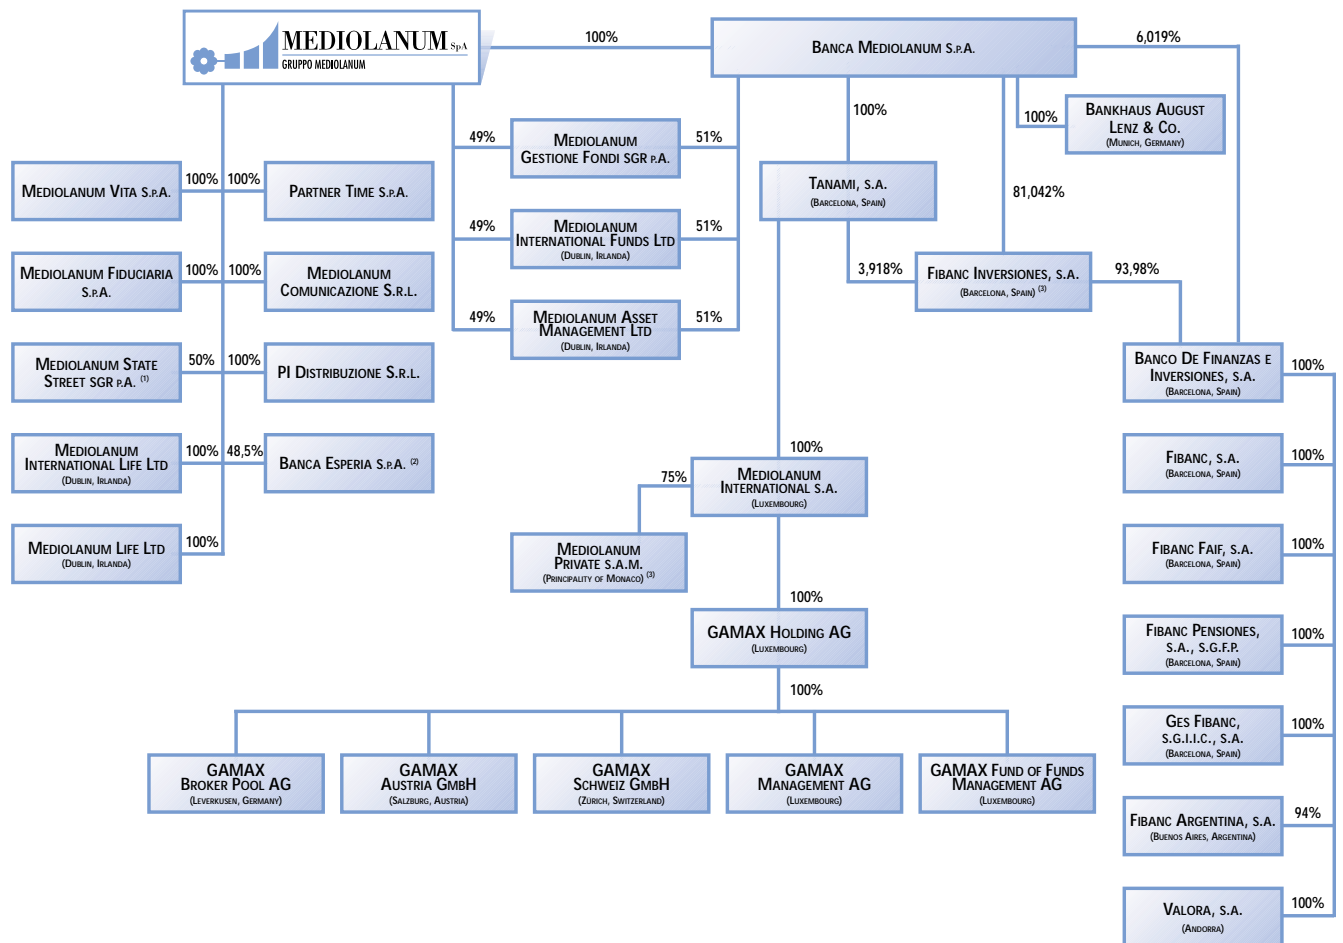 MEDIOLANUM SpA
GRUPPO MEDIOLANUM
100%
BANCA MEDIOLANUM S.P.A.
6,019%
100%
100%
BANKHAUS AUGUST
LENZ & CO.
(MUNICH, GERMANY)
49%
MEDIOLANUM
GESTIONE FONDI SGR P.A.
51%
MEDIOLANUM VITA S.P.A.
100%
100%
PARTNER TIME S.P.A.
TANAMI, S.A.
(BARCELONA, SPAIN)
81,042%
49%
MEDIOLANUM
INTERNATIONAL FUNDS LTD
(DUBLIN, IRLANDA)
51%
MEDIOLANUM FIDUCIARIA
S.P.A.
100%
100%
MEDIOLANUM
COMUNICAZIONE S.R.L.
3,918%
FIBANC INVERSIONES, S.A.
(BARCELONA, SPAIN) (3)
93,98%
49%
MEDIOLANUM ASSET
MANAGEMENT LTD
(DUBLIN, IRLANDA)
51%
MEDIOLANUM STATE
STREET SGR P.A. (1)
50%
100%
PI DISTRIBUZIONE S.R.L.
BANCO DE FINANZAS E
INVERSIONES, S.A.
(BARCELONA, SPAIN)
100%
MEDIOLANUM
INTERNATIONAL LIFE LTD
(DUBLIN, IRLANDA)
100%
48,5%
BANCA ESPERIA S.P.A. (2)
100%
75%
MEDIOLANUM
INTERNATIONAL S.A.
(LUXEMBOURG)
FIBANC, S.A.
(BARCELONA, SPAIN)
100%
MEDIOLANUM LIFE LTD
(DUBLIN, IRLANDA)
100%
MEDIOLANUM
PRIVATE S.A.M.
(PRINCIPALITY OF MONACO) (3)
FIBANC FAIF, S.A.
(BARCELONA, SPAIN)
100%
100%
GAMAX HOLDING AG
(LUXEMBOURG)
FIBANC PENSIONES,
S.A., S.G.F.P.
(BARCELONA, SPAIN)
100%
100%
GES FIBANC,
S.G.I.I.C., S.A.
(BARCELONA, SPAIN)
100%
GAMAX
BROKER POOL AG
(LEVERKUSEN, GERMANY)
GAMAX
AUSTRIA GMBH
(SALZBURG, AUSTRIA)
GAMAX
SCHWEIZ GMBH
(ZÜRICH, SWITZERLAND)
GAMAX
MANAGEMENT AG
(LUXEMBOURG)
GAMAX FUND OF FUNDS
MANAGEMENT AG
(LUXEMBOURG)
FIBANC ARGENTINA, S.A.
(BUENOS AIRES, ARGENTINA)
94%
VALORA, S.A.
(ANDORRA)
100%